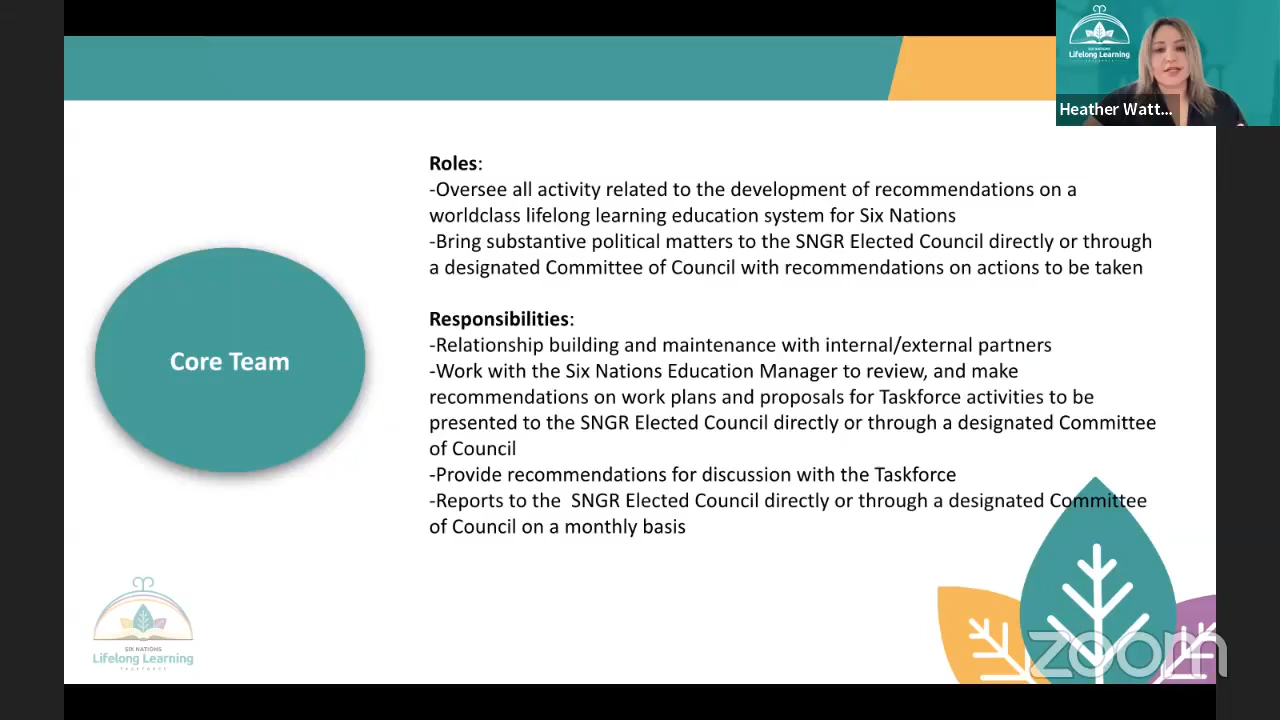 SIX NATIONS
Lifelong Learning
TASKFORCE
Heather Watt...
Roles:
-Oversee all activity related to the development of recommendations on a
worldclass lifelong learning education system for Six Nations
-Bring substantive political matters to the SNGR Elected Council directly or through
a designated Committee of Council with recommendations on actions to be taken
Responsibilities:
-Relationship building and maintenance with internal/external partners
-Work with the Six Nations Education Manager to review, and make
recommendations on work plans and proposals for Taskforce activities to be
presented to the SNGR Elected Council directly or through a designated Committee
of Council
-Provide recommendations for discussion with the Taskforce
-Reports to the  SNGR Elected Council directly or through a designated Committee
of Council on a monthly basis
Core Team
SIX NATIONS
Lifelong Learning
TASKFORCE
zoom